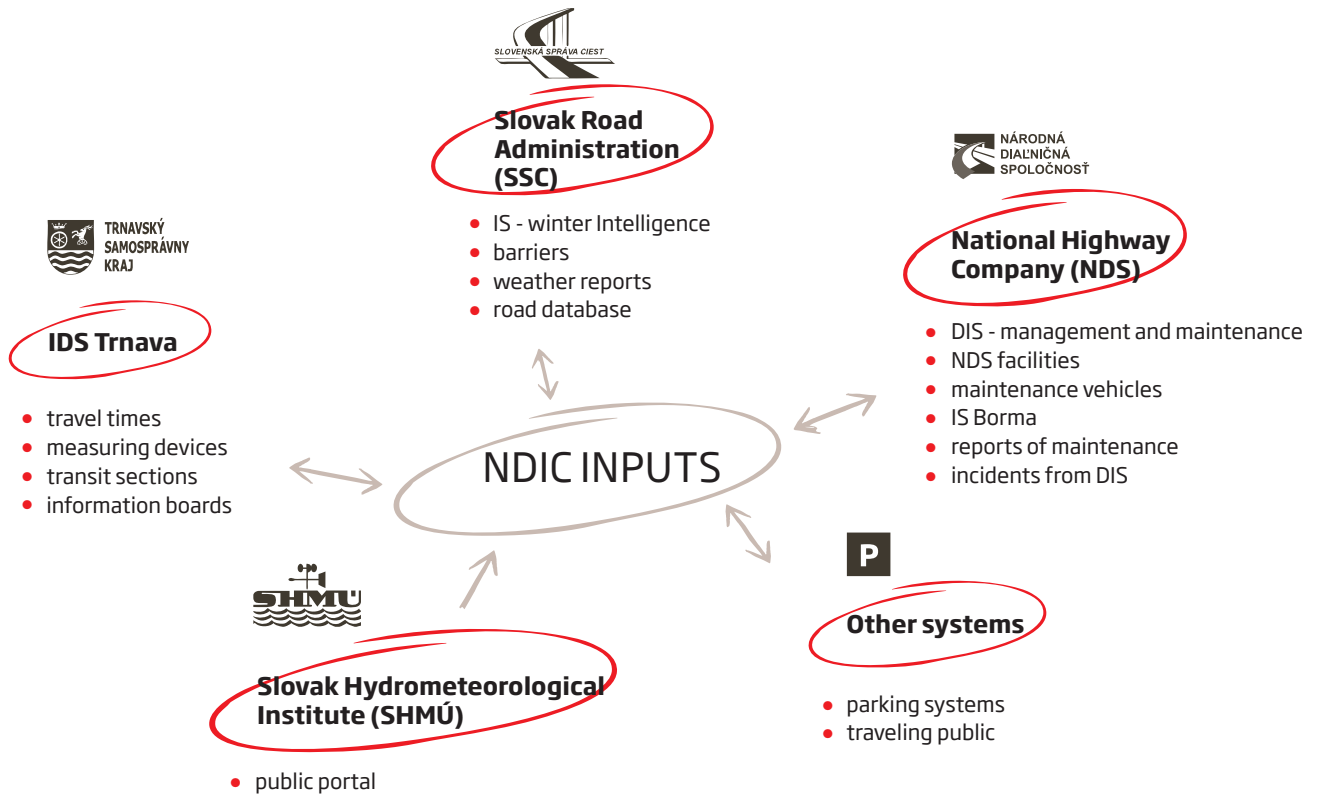 SLOVENSKÁ SPRÁVA CIEST
Slovak Road
Administration
(SSC)
IS - winter Intelligence
barriers
weather reports
road database
NÁRODNÁ
DIAĽNIČNÁ
SPOLOČNOSŤ
National Highway
Company (NDS)
DIS - management and maintenance
NDS facilities
maintenance vehicles
IS Borma
reports of maintenance
incidents from DIS
TRNAVSKÝ
SAMOSPRÁVNY
KRAJ
IDS Trnava
travel times
measuring devices
transit sections
information boards
NDIC INPUTS
SHMÚ
Slovak Hydrometeorological
Institute (SHMÚ)
public portal
P
Other systems
parking systems
traveling public